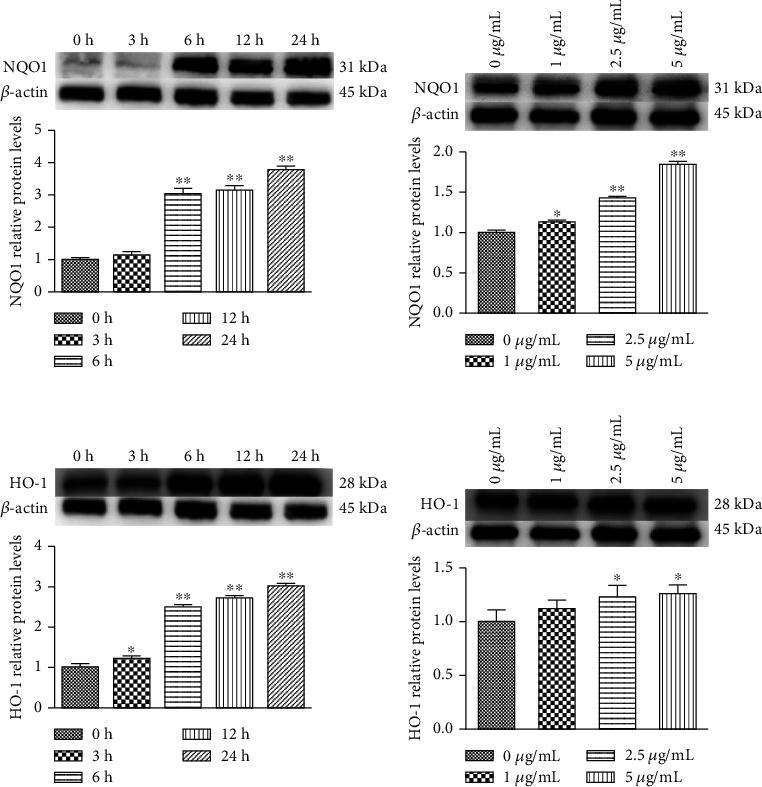 0 h 3 h 6 h 12 h 24 h
NQO1 31 kDa
β-actin 45 kDa
NQO1 relative protein levels
5
4
3
2
1
0
** ** **
0 h 12 h
3 h 24 h
6 h
0 μg/mL 1 μg/mL 2.5 μg/mL 5 μg/mL
NQO1 31 kDa
β-actin 45 kDa
NQO1 relative protein levels
2.0
1.5
1.0
0.5
0.0
* ** **
0 μg/mL 2.5 μg/mL
1 μg/mL 5 μg/mL
0 h 3 h 6 h 12 h 24 h
HO-1 28 kDa
β-actin 45 kDa
HO-1 relative protein levels
4
3
2
1
0
* ** ** **
0 h 12 h
3 h 24 h
6 h
0 μg/mL 1 μg/mL 2.5 μg/mL 5 μg/mL
HO-1 28 kDa
β-actin 45 kDa
HO-1 relative protein levels
1.5
1.0
0.5
0.0
* *
0 μg/mL 2.5 μg/mL
1 μg/mL 5 μg/mL